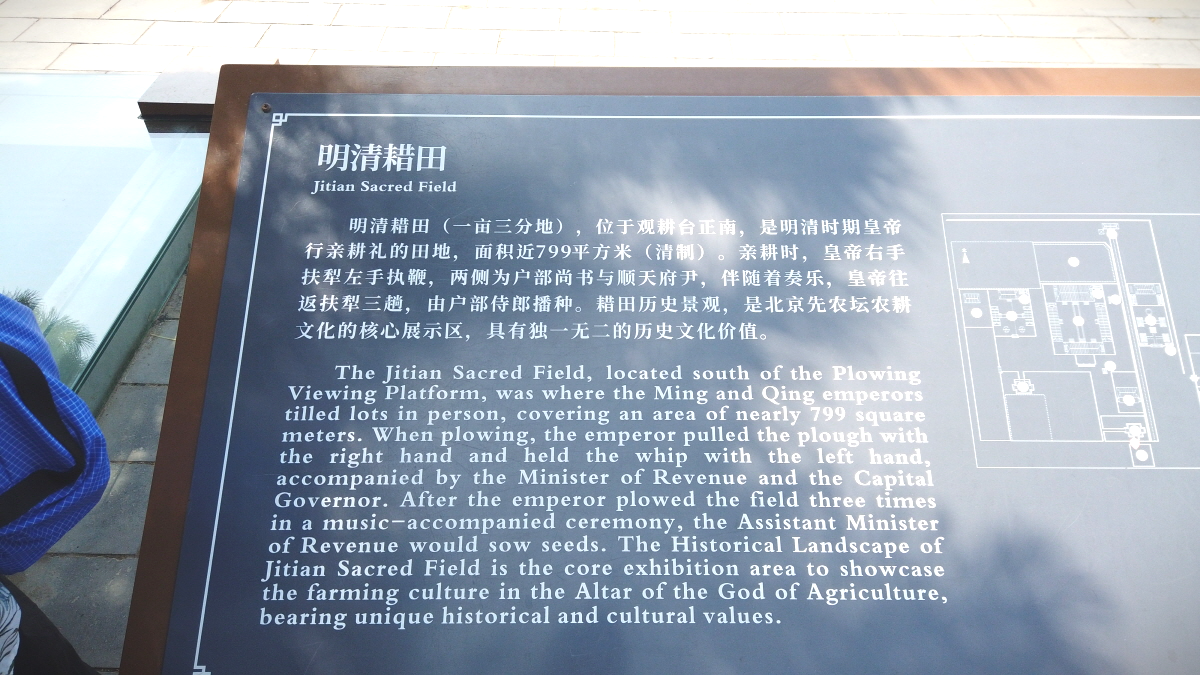 明清耤田
Jitian Sacred Field
明清耤田（一亩三分地），位于观耕台正南，是明清时期皇帝
行亲耕礼的田地，面积近799平方米（清制）。亲耕时，皇帝右手
扶犁左手执鞭，两侧为户部尚书与顺天府尹，伴随着奏乐，皇帝往
返扶犁三趟，由户部侍郎播种。耤田历史景观，是北京先农坛农耕
文化的核心展示区，具有独一无二的历史文化价值。
The Jitian Sacred Field, located south of the Plowing
Viewing Platform, was where the Ming and Qing emperors
tilled lots in person, covering an area of nearly 799 square
meters. When plowing, the emperor pulled the plough with
the right hand and held the whip with the left hand,
accompanied by the Minister of Revenue and the Capital
Governor. After the emperor plowed the field three times
in a music-accompanied ceremony, the Assistant Minister
of Revenue would sow seeds. The Historical Landscape of
Jitian Sacred Field is the core exhibition area to showcase
the farming culture in the Altar of the God of Agriculture,
bearing unique historical and cultural values.